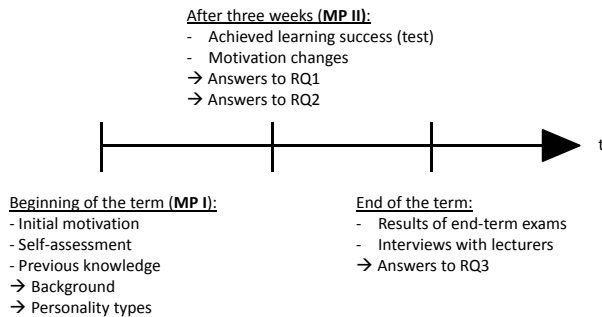 After three weeks (MP II):
- Achieved learning success (test)
- Motivation changes
→ Answers to RQ1
→ Answers to RQ2
t
Beginning of the term (MP I):
- Initial motivation
- Self-assessment
- Previous knowledge
→ Background
→ Personality types
End of the term:
- Results of end-term exams
- Interviews with lecturers
→ Answers to RQ3